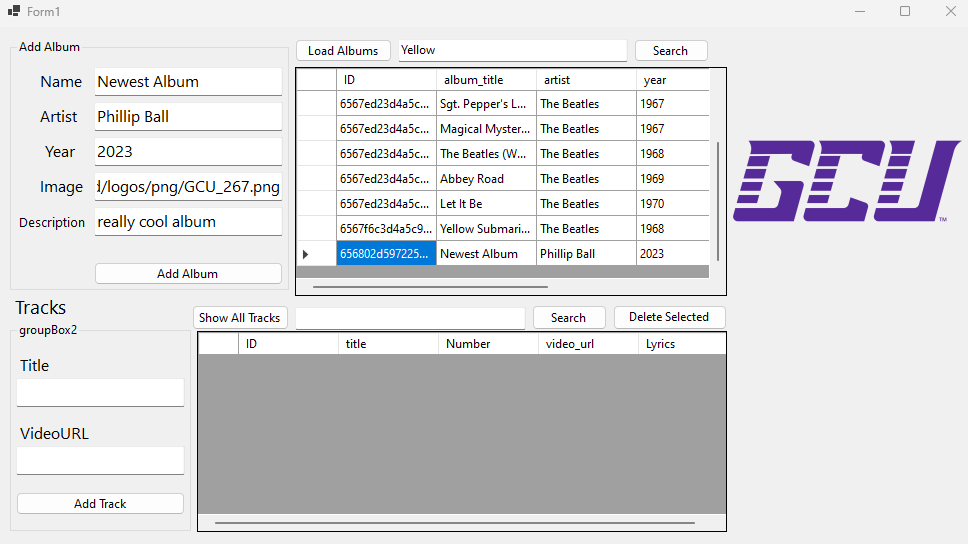 Form1
Add Album
Name Newest Album
Artist Phillip Ball
Year 2023
Image d/logos/png/GCU_267.png
Description really cool album
Add Album
Load Albums Yellow Search
ID album_title artist year
6567ed23d4a5c... Sgt. Pepper's L... The Beatles 1967
6567ed23d4a5c... Magical Myster... The Beatles 1967
6567ed23d4a5c... The Beatles (W... The Beatles 1968
6567ed23d4a5c... Abbey Road The Beatles 1969
6567ed23d4a5c... Let It Be The Beatles 1970
6567f6c3d4a5c9... Yellow Submari... The Beatles 1968
656802d597225... Newest Album Phillip Ball 2023
GCU™
Tracks
groupBox2
Title
VideoURL
Add Track
Show All Tracks Search Delete Selected
ID title Number video_url Lyrics